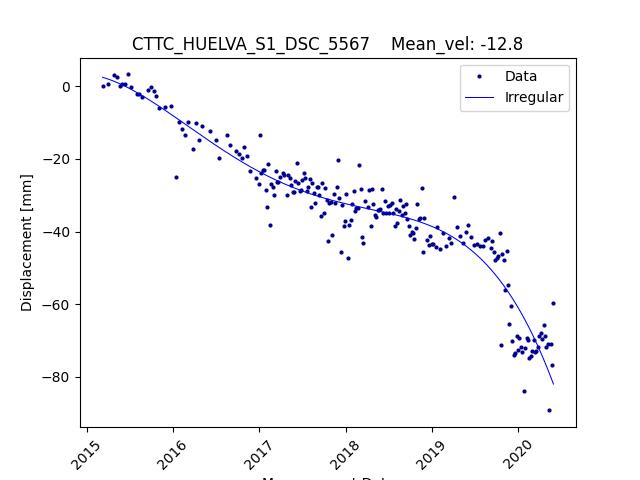 CTTC_HUELVA_S1_DSC_5567    Mean_vel: -12.8
Data
Irregular
Displacement [mm]
0
−20
−40
−60
−80
2015
2016
2017
2018
2019
2020